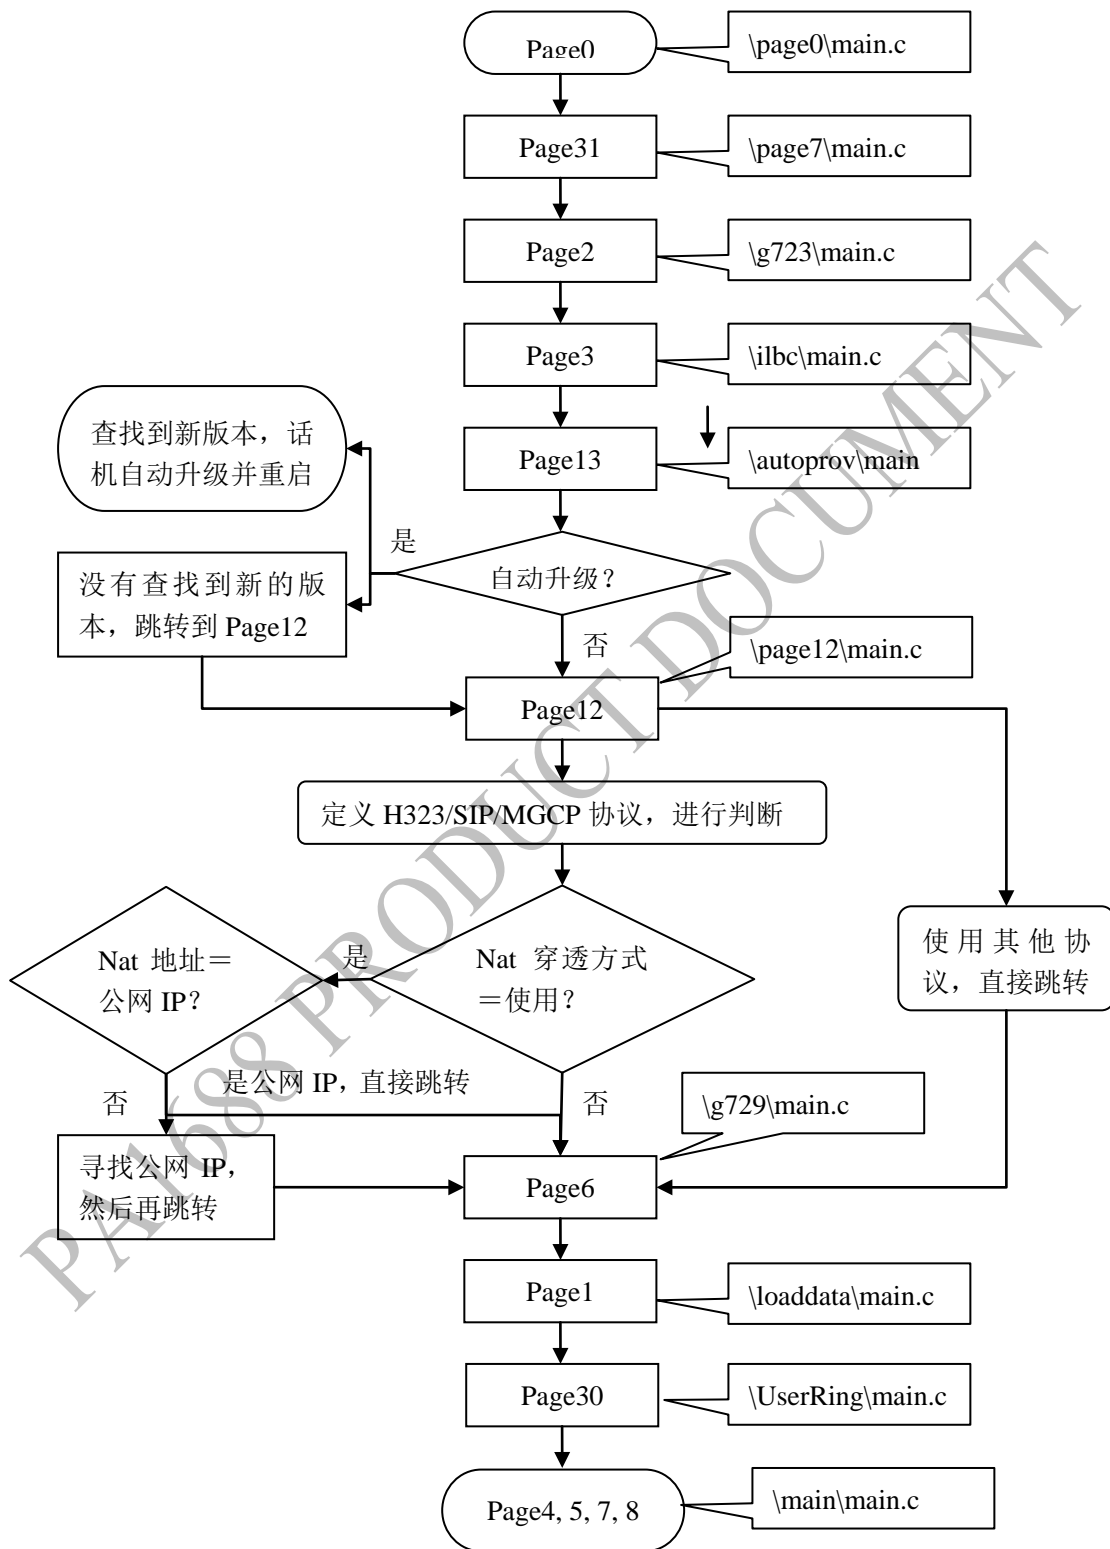 Page0
\page0\main.c
Page31
\page7\main.c
Page2
\g723\main.c
Page3
\ilbc\main.c
查找到新版本，话
机自动升级并重启
Page13
\autoprov\main
是
自动升级？
没有查找到新的版
本，跳转到 Page12
否
\page12\main.c
Page12
定义 H323/SIP/MGCP 协议，进行判断
Nat 地址＝
公网 IP？
是
Nat 穿透方式
＝使用？
使用其他协
议，直接跳转
否
是公网 IP，直接跳转
否
\g729\main.c
寻找公网 IP，
然后再跳转
Page6
Page1
\loaddata\main.c
Page30
\UserRing\main.c
Page4, 5, 7, 8
\main\main.c
PA1688 PRODUCT DOCUMENT